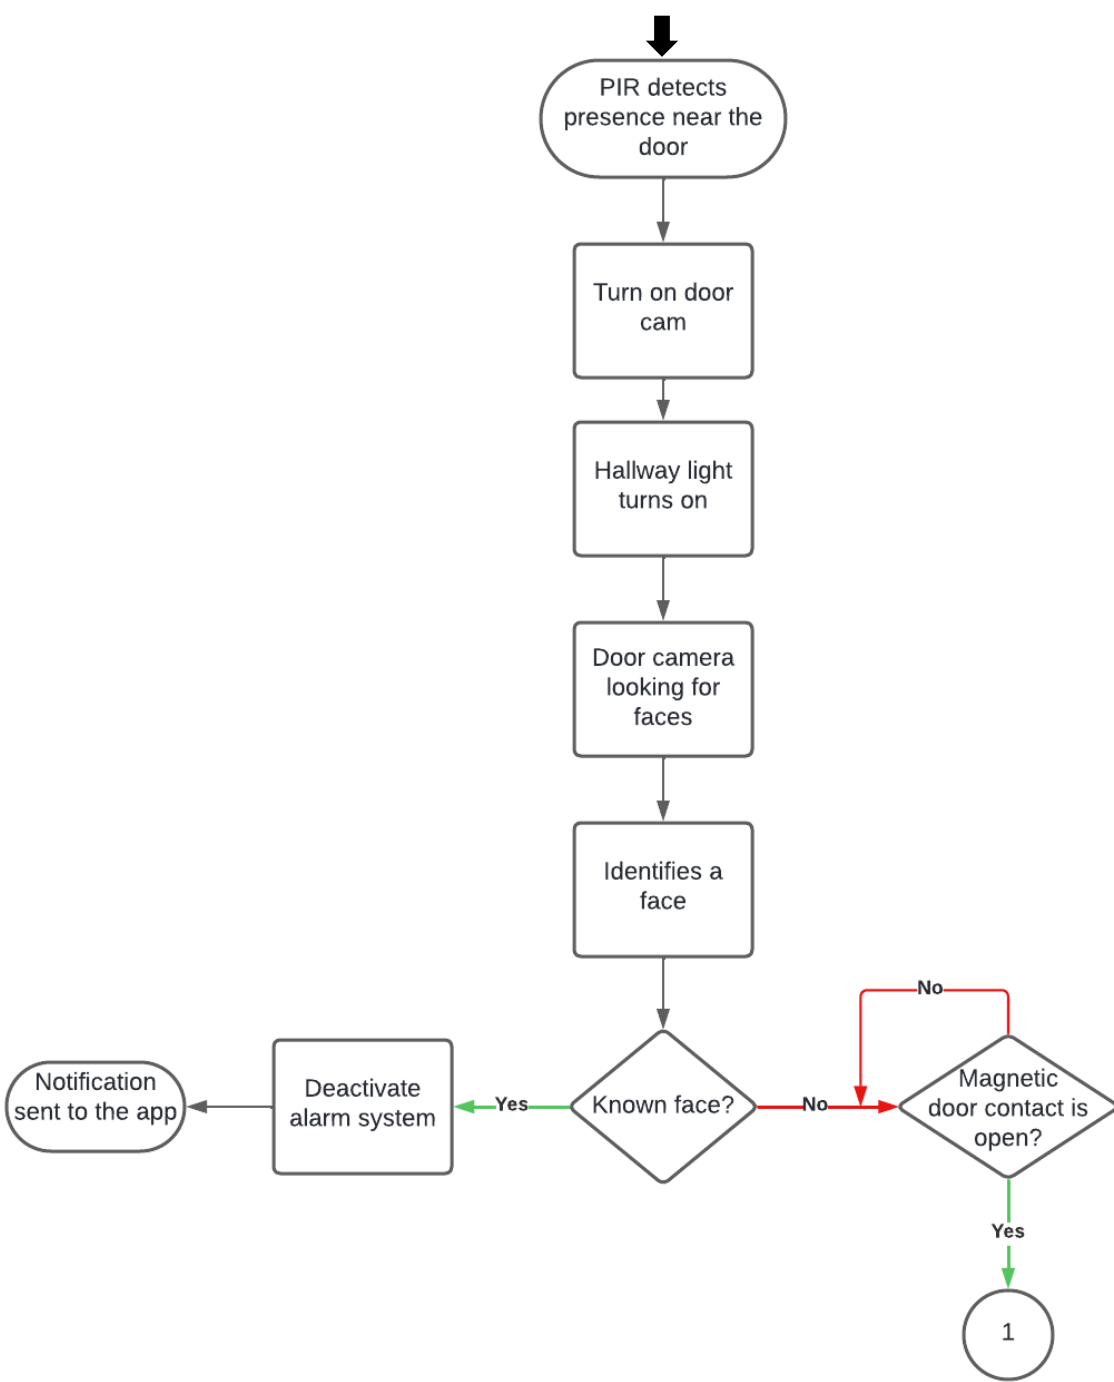 PIR detects
presence near the
door
Turn on door
cam
Hallway light
turns on
Door camera
looking for
faces
Identifies a
face
No
Notification
sent to the app
Deactivate
alarm system
Yes
Known face?
No
Magnetic
door contact is
open?
Yes
1